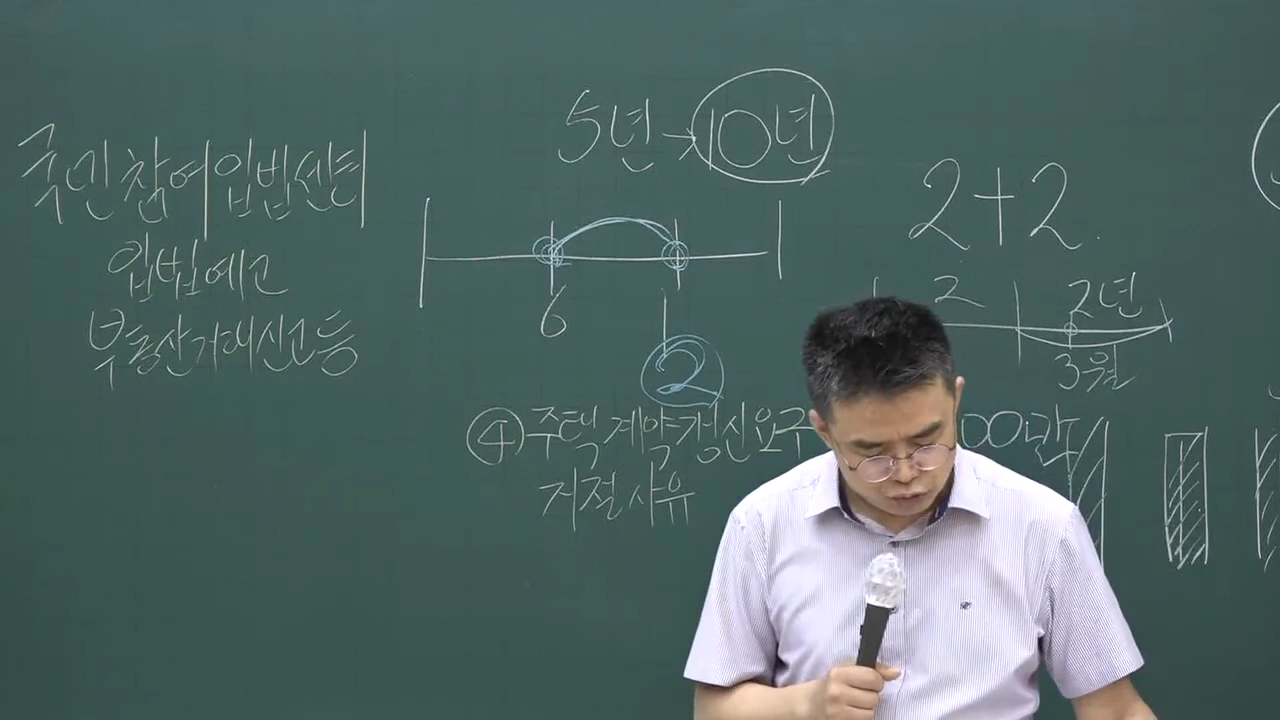 국민참여입법센터
입법예고
부동산거래신고등
5년→10년
6
2
④주택계약갱신요구
거절사유
2+2
2
2년
3월
00만